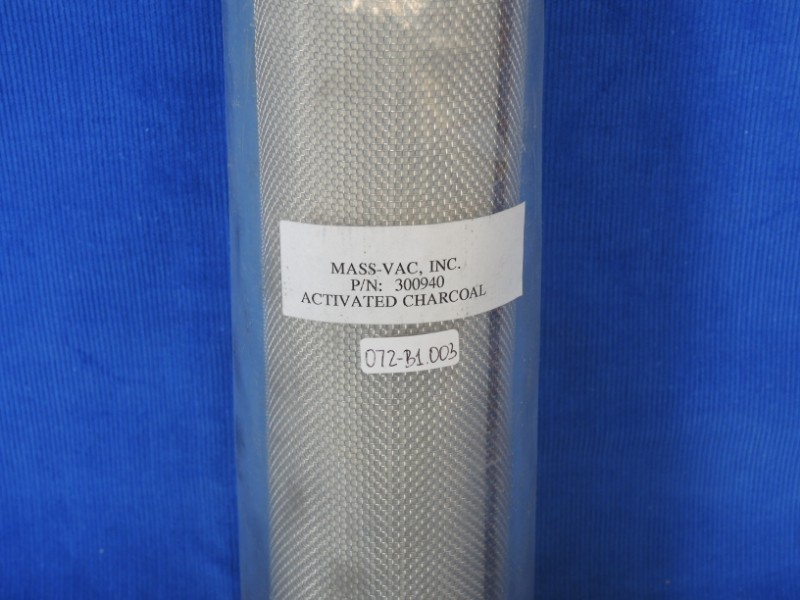 MASS-VAC, INC.
P/N: 300940
ACTIVATED CHARCOAL
072-B1.003